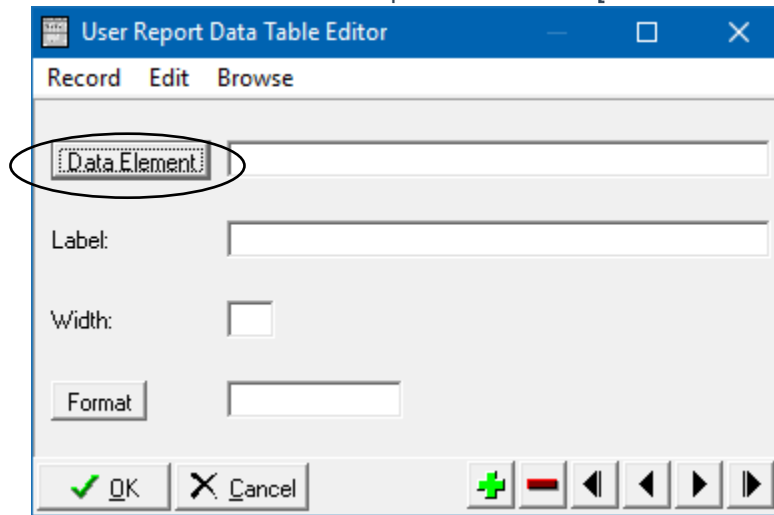 User Report Data Table Editor
Record Edit Browse
Data Element
Label:
Width:
Format
OK Cancel